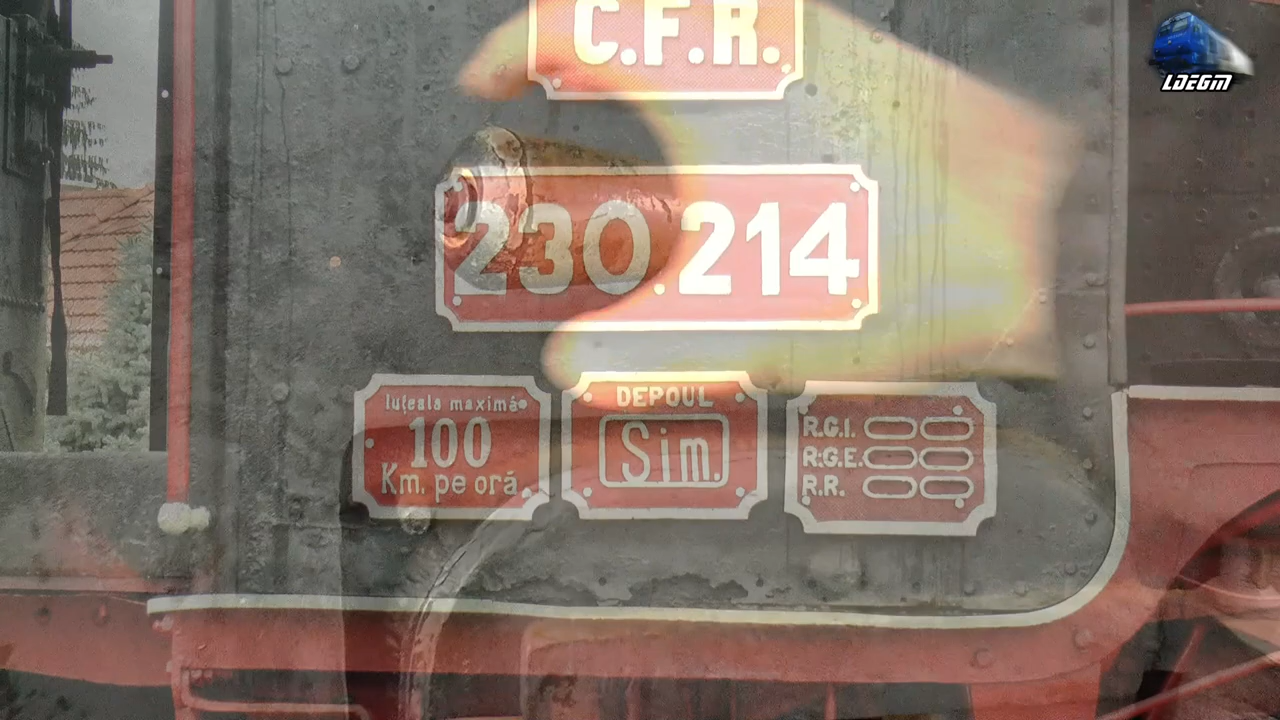 C.F.R.
LDEGM
230.214
Iuțeala maximă
100
Km. pe oră
DEPOUL
Sim.
R.G.I.
R.G.E.
R.R.